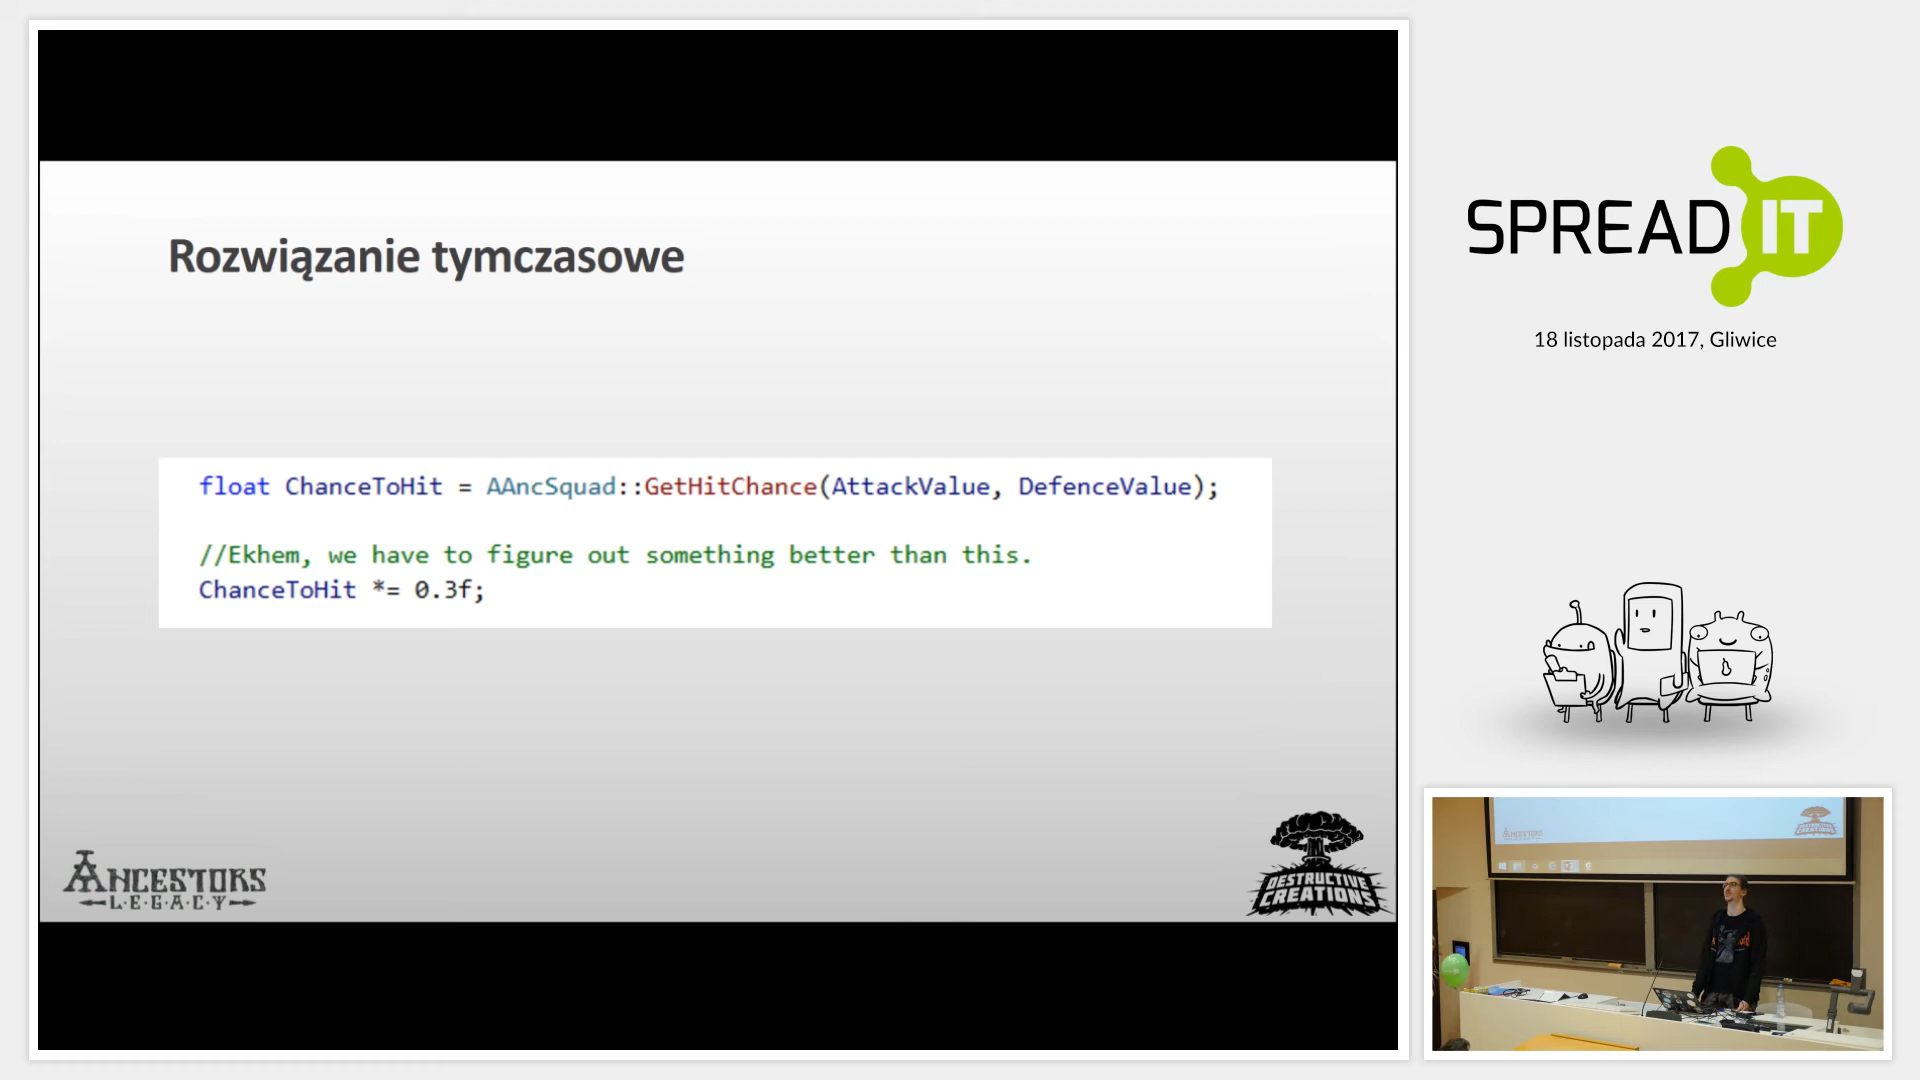 Rozwiązanie tymczasowe
float ChanceToHit = AAncSquad::GetHitChance(AttackValue, DefenceValue);
//Ekhem, we have to figure out something better than this.
ChanceToHit *= 0.3f;
ANCESTORS
L·E·G·A·C·Y
DESTRUCTIVE
CREATIONS
SPREAD IT
18 listopada 2017, Gliwice